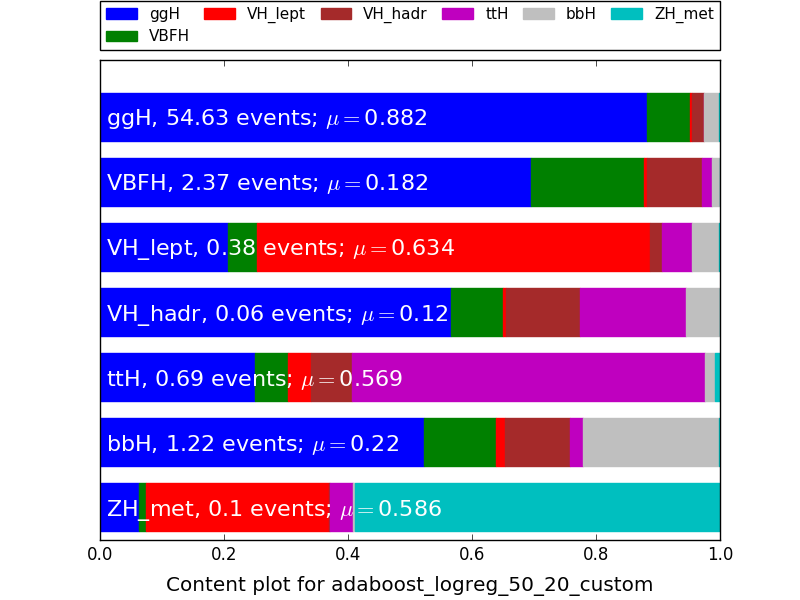 ggH VH_lept VH_hadr ttH bbH ZH_met
VBFH
ggH, 54.63 events; μ=0.882
VBFH, 2.37 events; μ=0.182
VH_lept, 0.38 events; μ=0.634
VH_hadr, 0.06 events; μ=0.12
ttH, 0.69 events; μ=0.569
bbH, 1.22 events; μ=0.22
ZH_met, 0.1 events; μ=0.586
0.0 0.2 0.4 0.6 0.8 1.0
Content plot for adaboost_logreg_50_20_custom